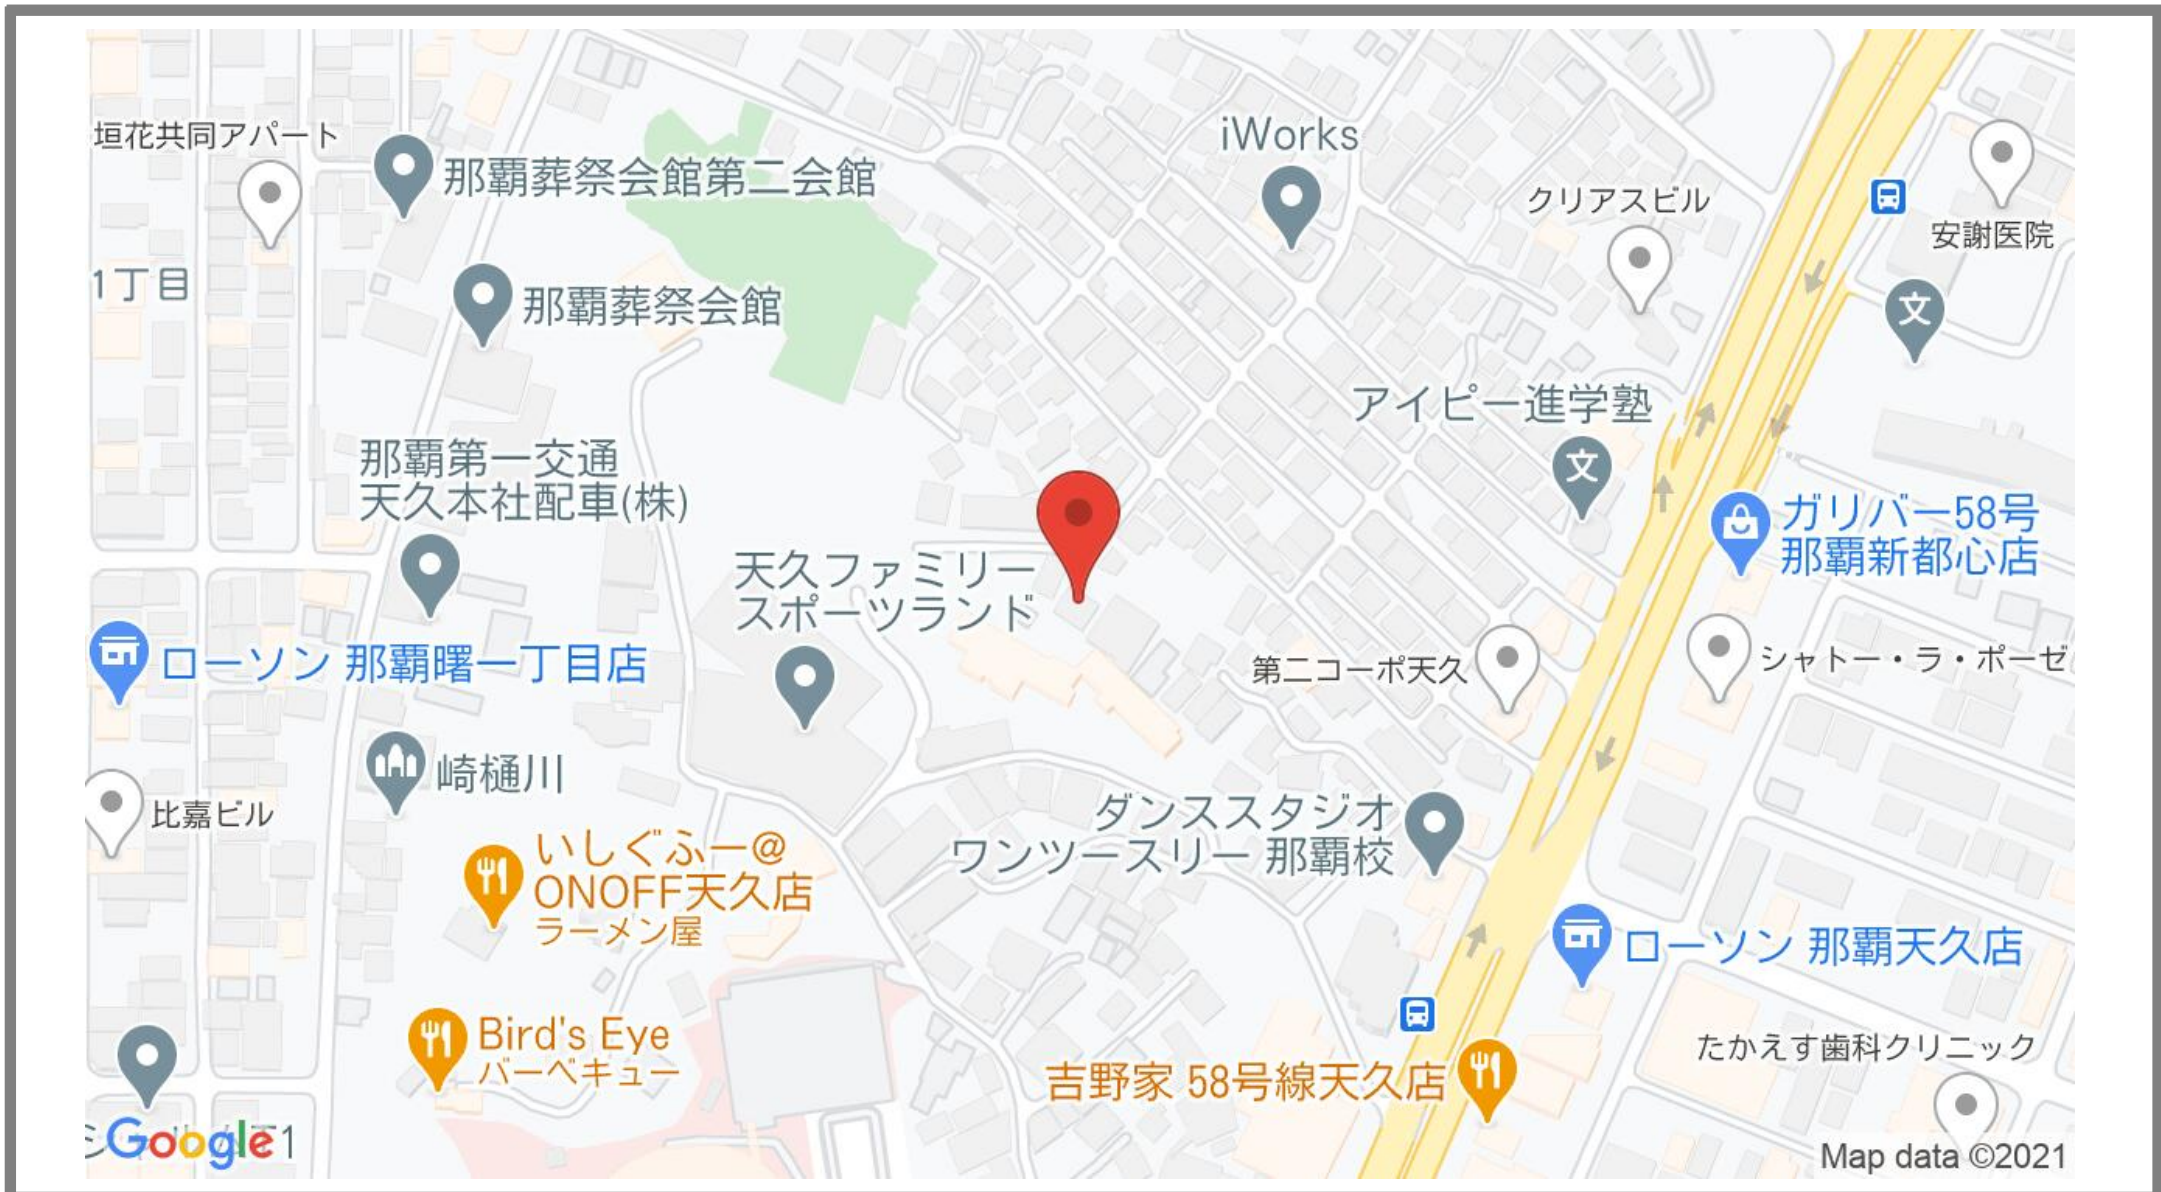 iWorks
垣花共同アパート
那覇葬祭会館第二会館
クリアスビル
安謝医院
1丁目
那覇葬祭会館
文
アイピー進学塾
文
那覇第一交通
天久本社配車(株)
ガリバー58号
那覇新都心店
天久ファミリー
スポーツランド
ローソン 那覇曙一丁目店
第二コーポ天久
シャトー・ラ・ポーゼ
崎樋川
比嘉ビル
ダンススタジオ
ワンツースリー 那覇校
いしぐふー@
ONOFF天久店
ラーメン屋
ローソン 那覇天久店
Bird's Eye
バーベキュー
たかえす歯科クリニック
吉野家 58号線天久店
Google
Map data ©2021